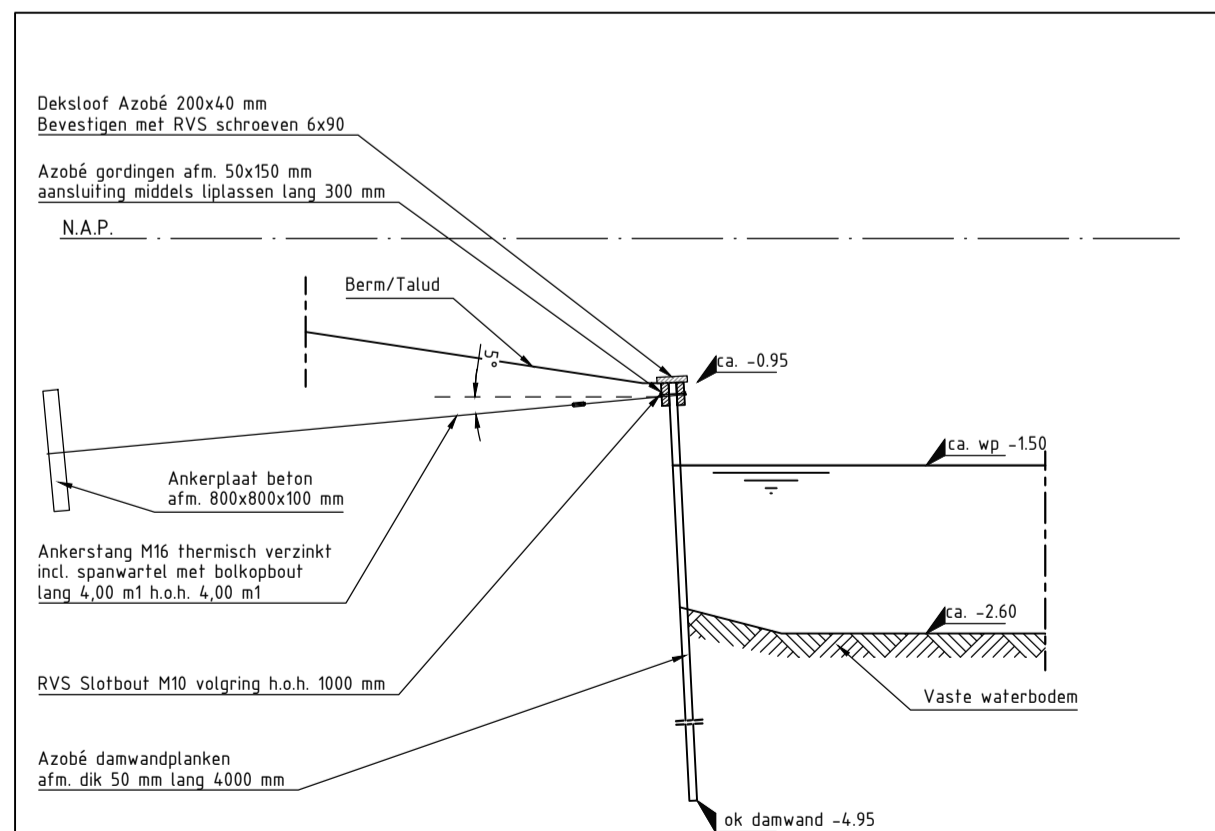 Deksloof Azobé 200x40 mm
Bevestigen met RVS schroeven 6x90
Azobé gordingen afm. 50x150 mm
aansluiting middels liplassen lang 300 mm
N.A.P.
Berm/Talud
5°
ca. -0.95
ca. wp -1.50
Ankerplaat beton
afm. 800x800x100 mm
Ankerstang M16 thermisch verzinkt
incl. spanwartel met bolkopbout
lang 4,00 m1 h.o.h. 4,00 m1
ca. -2.60
RVS Slotbout M10 volgring h.o.h. 1000 mm
Vaste waterbodem
Azobé damwandplanken
afm. dik 50 mm lang 4000 mm
ok damwand -4.95